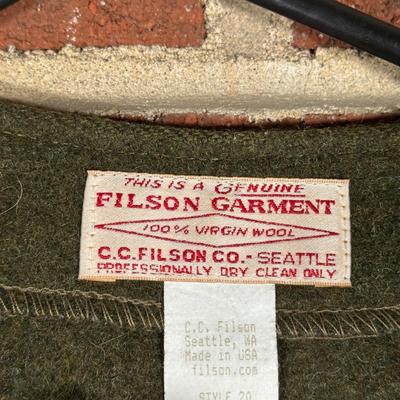 THIS IS A GENUINE
FILSON GARMENT
100% VIRGIN WOOL
C.C. FILSON CO. - SEATTLE
PROFESSIONALLY DRY CLEAN ONLY
C.C. Filson
Seattle, WA
Made in USA
filson.com
STYLE 20